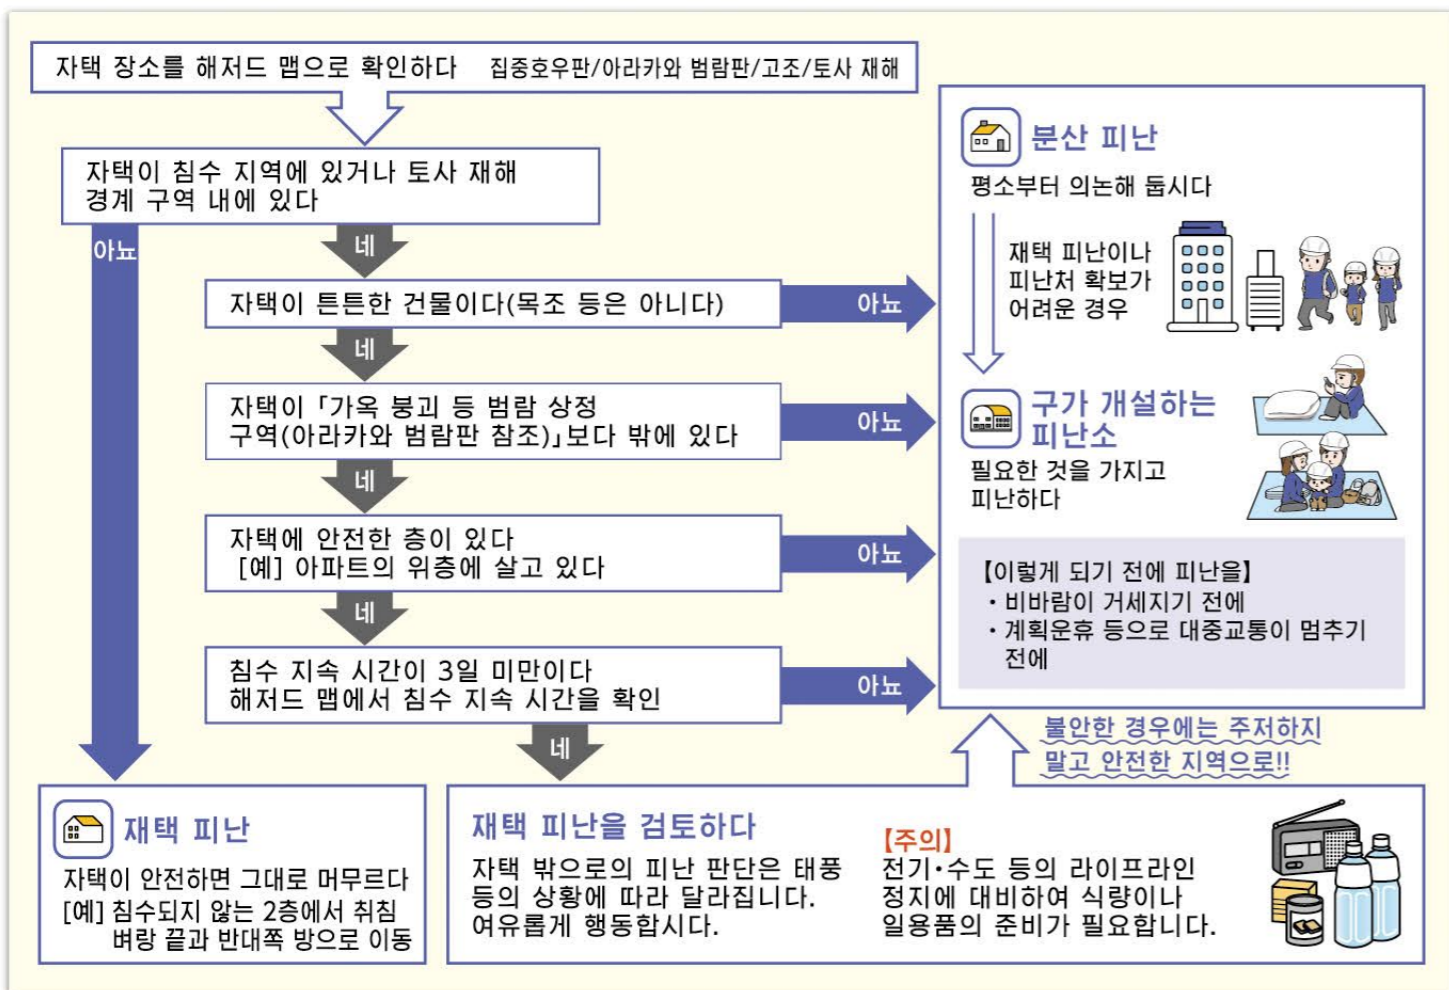 자택 장소를 해저드 맵으로 확인하다 집중호우판/아라카와 범람판/고조/토사 재해
자택이 침수 지역에 있거나 토사 재해
경계 구역 내에 있다
아뇨
네
자택이 튼튼한 건물이다(목조 등은 아니다)
아뇨
네
자택이 「가옥 붕괴 등 범람 상정
구역(아라카와 범람판 참조)」보다 밖에 있다
아뇨
네
자택에 안전한 층이 있다
[예] 아파트의 위층에 살고 있다
아뇨
네
침수 지속 시간이 3일 미만이다
해저드 맵에서 침수 지속 시간을 확인
아뇨
네
분산 피난
평소부터 의논해 둡시다
재택 피난이나
피난처 확보가
어려운 경우
구가 개설하는
피난소
필요한 것을 가지고
피난하다
【이렇게 되기 전에 피난을】
・비바람이 거세지기 전에
・계획운휴 등으로 대중교통이 멈추기
전에
불안한 경우에는 주저하지
말고 안전한 지역으로!!
재택 피난
자택이 안전하면 그대로 머무르다
[예] 침수되지 않는 2층에서 취침
벼랑 끝과 반대쪽 방으로 이동
재택 피난을 검토하다
자택 밖으로의 피난 판단은 태풍
등의 상황에 따라 달라집니다.
여유롭게 행동합시다.
【주의】
전기·수도 등의 라이프라인
정지에 대비하여 식량이나
일용품의 준비가 필요합니다.